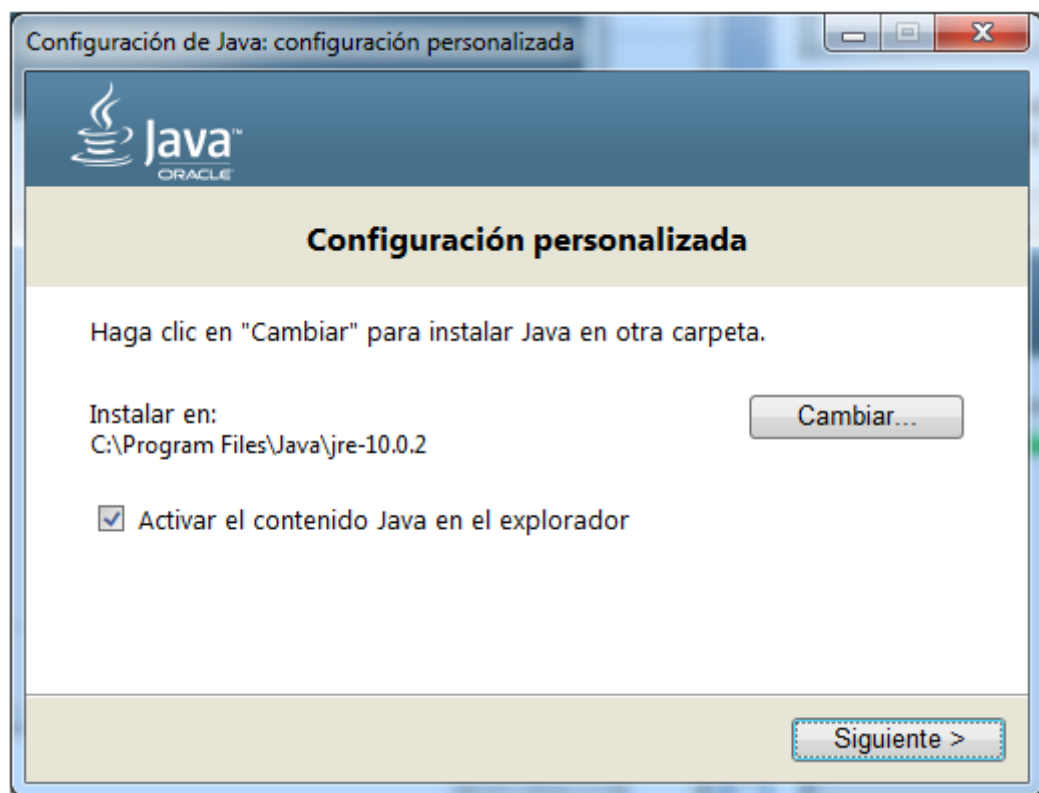 Configuración de Java: configuración personalizada
Java™
ORACLE
Configuración personalizada
Haga clic en "Cambiar" para instalar Java en otra carpeta.
Instalar en:
Cambiar...
C:\Program Files\Java\jre-10.0.2
Activar el contenido Java en el explorador
Siguiente >